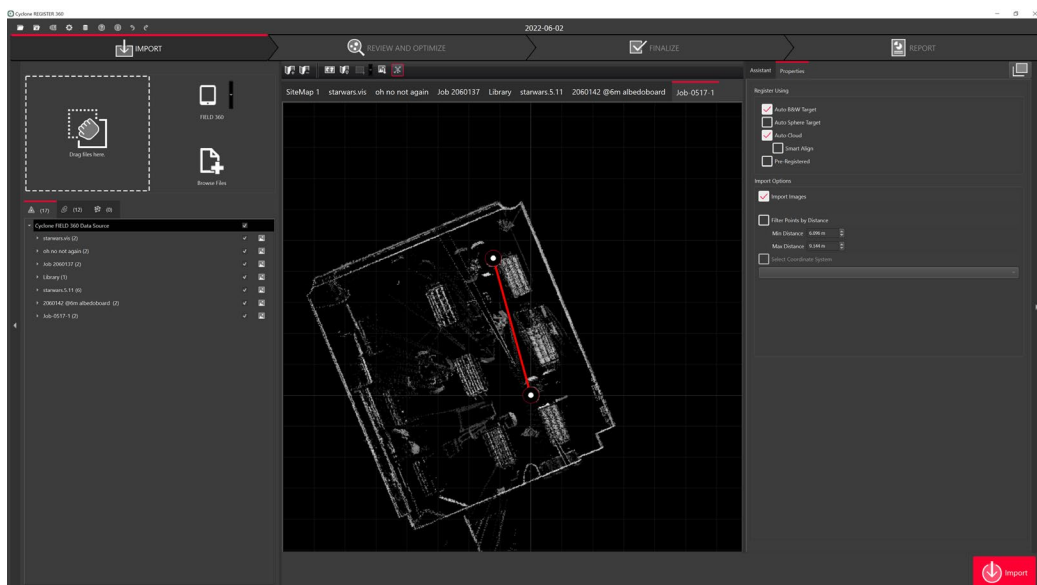 Cyclone REGISTER 360
2022-06-02
IMPORT
REVIEW AND OPTIMIZE
FINALIZE
REPORT
Drag files here.
FIELD 360
Browse Files
(17) (12) (0)
Cyclone FIELD 360 Data Source
starwars.vis (2)
oh no not again (2)
Job 2060137 (2)
Library (1)
starwars.5.11 (6)
2060142 @6m albedoboard (2)
Job-0517-1 (2)
SiteMap 1 starwars.vis oh no not again Job 2060137 Library starwars.5.11 2060142 @6m albedoboard Job-0517-1
Assistant Properties
Register Using
Auto B&W Target
Auto Sphere Target
Auto Cloud
Smart Align
Pre-Registered
Import Options
Import Images
Filter Points by Distance
Min Distance
Max Distance
Select Coordinate System
Import